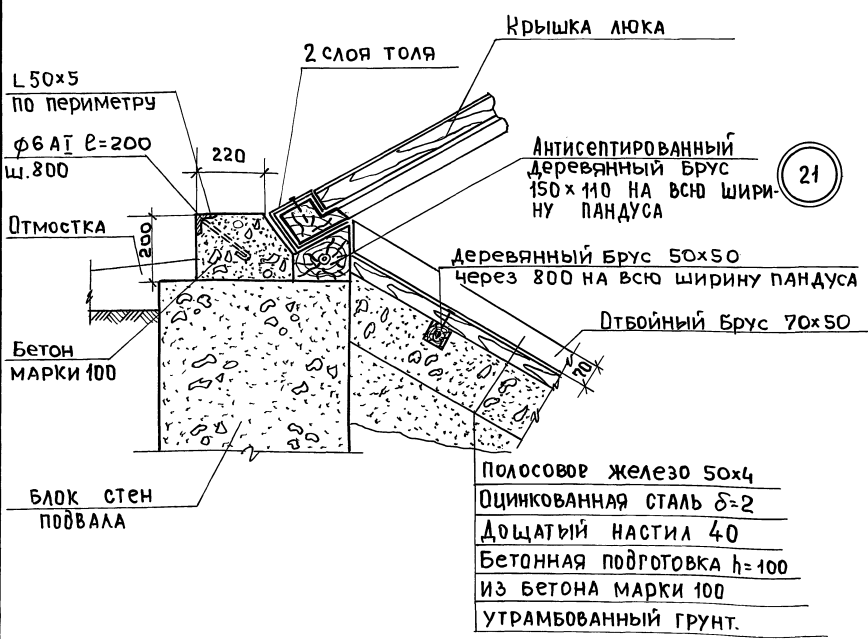 Крышка люка
2 слоя толя
L 50×5
по периметру
ϕ6 АI ℓ=200
ш.800
220
Антисептированный
деревянный брус
150×110 на всю шири-
ну пандуса
21
Отмостка
200
Деревянный брус 50×50
через 800 на всю ширину пандуса
Отбойный брус 70×50
70
Бетон
марки 100
Блок стен
подвала
Полосовое железо 50×4
Оцинкованная сталь δ=2
Дощатый настил 40
Бетонная подготовка h=100
из бетона марки 100
утрамбованный грунт.